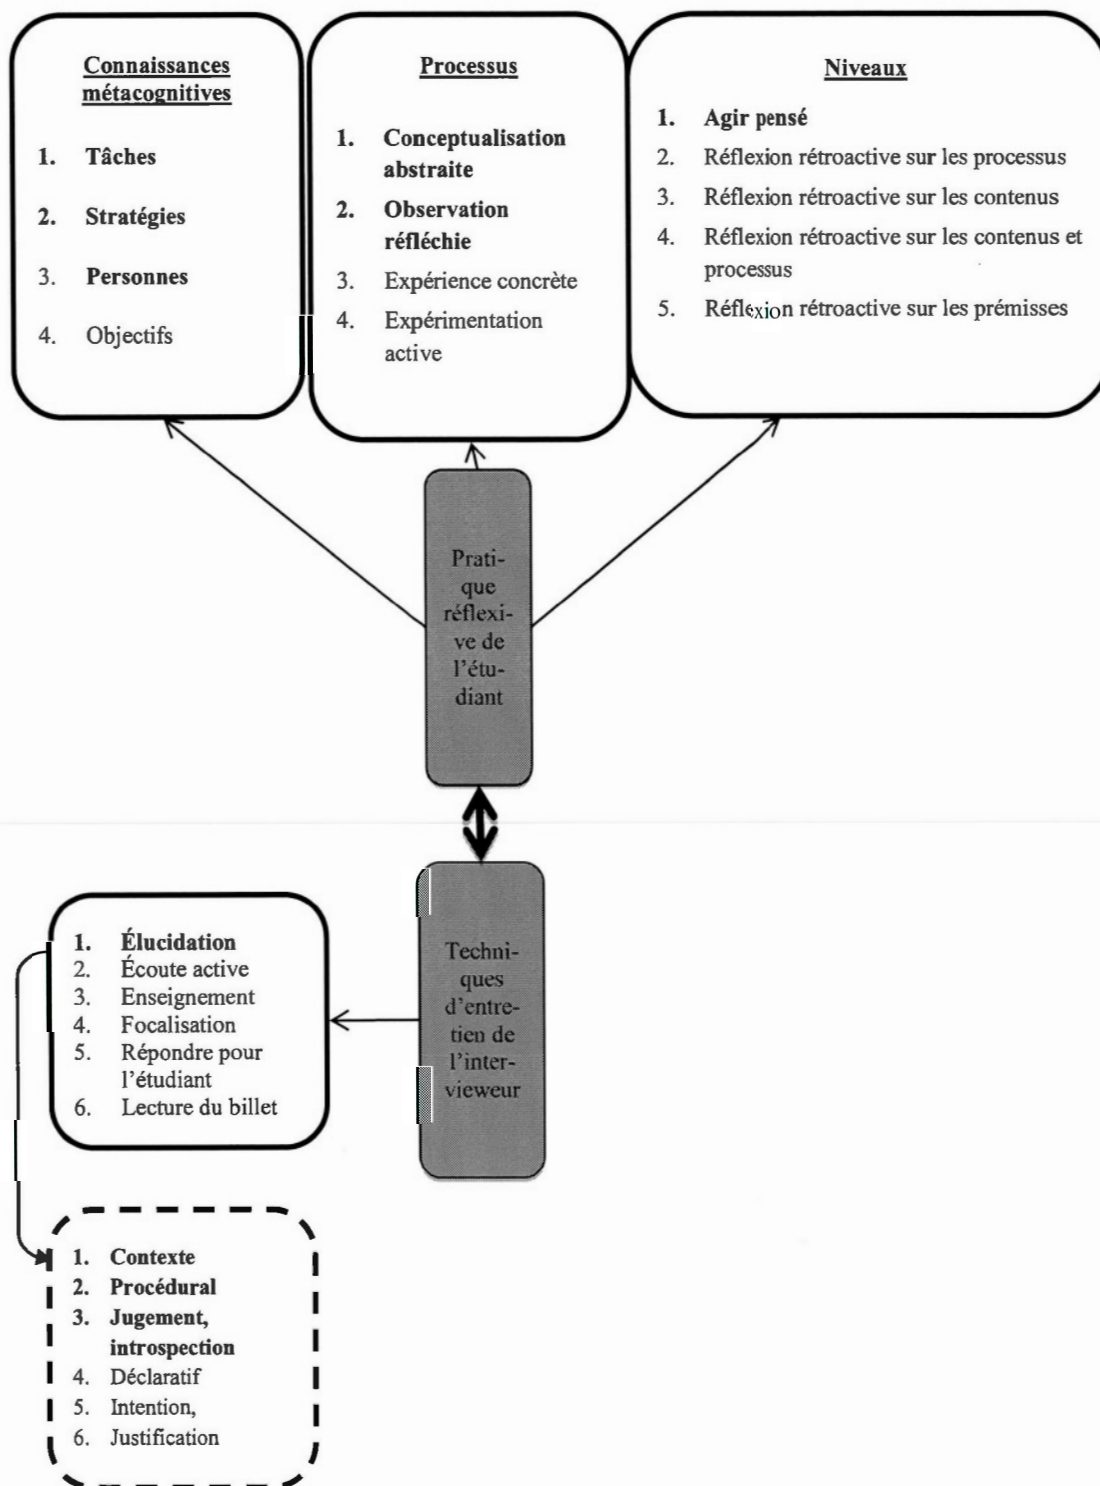 Connaissances
métacognitives
1. Tâches
2. Stratégies
3. Personnes
4. Objectifs
Processus
1. Conceptualisation
abstraite
2. Observation
réfléchie
3. Expérience concrète
4. Expérimentation
active
Niveaux
1. Agir pensé
2. Réflexion rétroactive sur les processus
3. Réflexion rétroactive sur les contenus
4. Réflexion rétroactive sur les contenus et
processus
5. Réflexion rétroactive sur les prémisses
Prati-
que
réflexi-
ve de
l'étu-
diant
1. Élucidation
2. Écoute active
3. Enseignement
4. Focalisation
5. Répondre pour
l'étudiant
6. Lecture du billet
Techni-
ques
d'entre-
tien de
l'inter-
vieweur
1. Contexte
2. Procédural
3. Jugement,
introspection
4. Déclaratif
5. Intention,
6. Justification